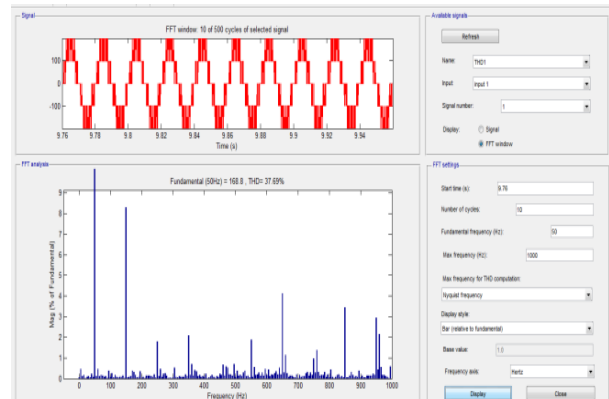 Signal
FFT window: 10 of 500 cycles of selected signal
100
0
-100
9.76 9.78 9.8 9.82 9.84 9.86 9.88 9.9 9.92 9.94
Time (s)
FFT analysis
Fundamental (50Hz) = 168.8 , THD= 37.69%
Mag (% of Fundamental)
9
8
7
6
5
4
3
2
1
0
0 100 200 300 400 500 600 700 800 900 1000
Frequency (Hz)
Available signals
Refresh
Name: THD1
Input: input 1
Signal number: 1
Display: Signal
FFT window
FFT settings
Start time (s): 9.76
Number of cycles: 10
Fundamental frequency (Hz): 50
Max frequency (Hz): 1000
Max frequency for THD computation:
Nyquist frequency
Display style:
Bar (relative to fundamental)
Base value: 1.0
Frequency axis: Hertz
Display Close